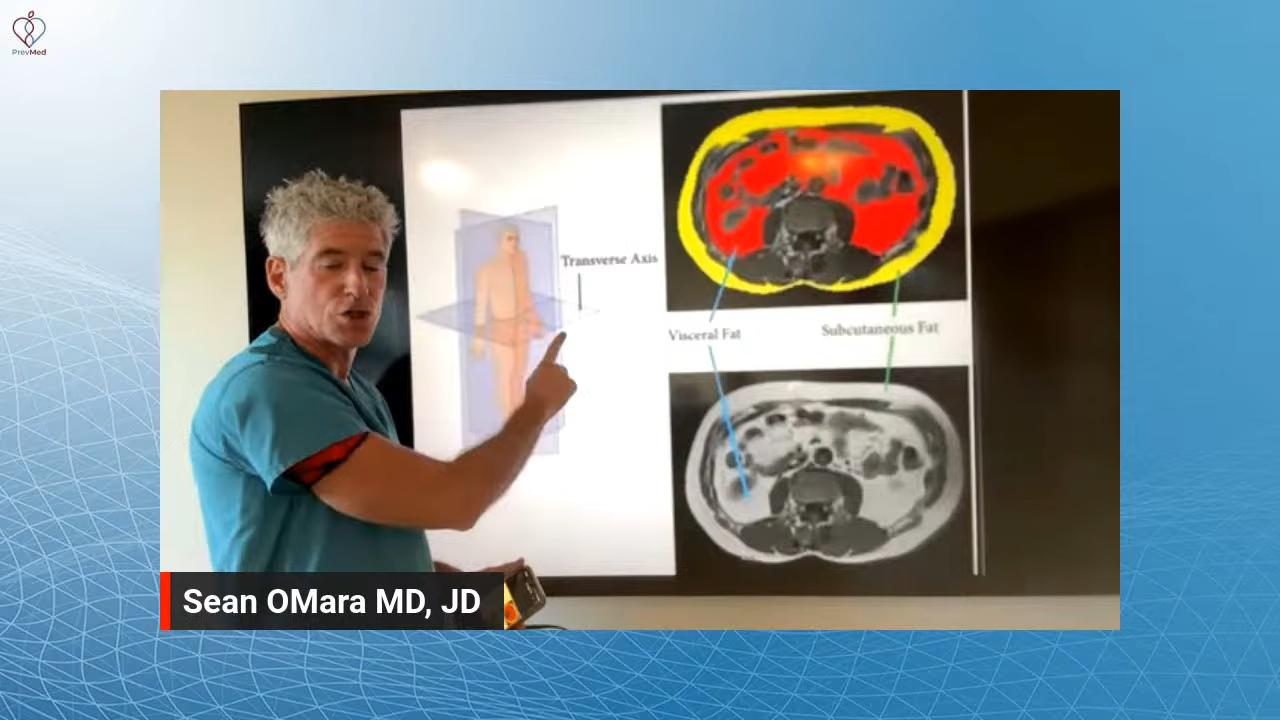 PrevMed
Transverse Axis
Visceral Fat
Subcutaneous Fat
Sean OMara MD, JD